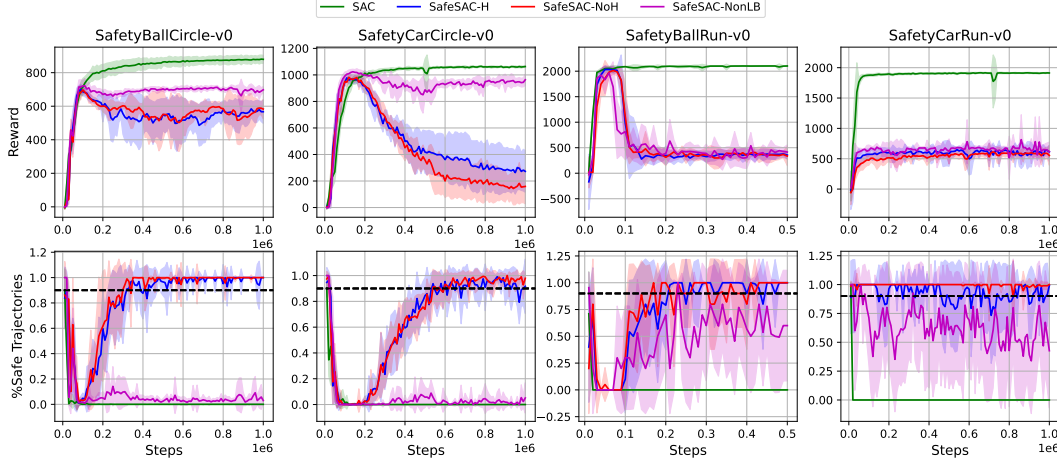 SAC SafeSAC-H SafeSAC-NoH SafeSAC-NonLB
SafetyBallCircle-v0 SafetyCarCircle-v0 SafetyBallRun-v0 SafetyCarRun-v0
Reward
0 200 400 600 800
0 200 400 600 800 1000 1200
−500 0 500 1000 1500 2000
0 500 1000 1500 2000
0.0 0.2 0.4 0.6 0.8 1.0
1e6
0.0 0.2 0.4 0.6 0.8 1.0
1e6
0.0 0.1 0.2 0.3 0.4 0.5
1e6
0.0 0.2 0.4 0.6 0.8 1.0
1e6
%Safe Trajectories
0.0 0.2 0.4 0.6 0.8 1.0 1.2
0.0 0.2 0.4 0.6 0.8 1.0
−0.25 0.00 0.25 0.50 0.75 1.00 1.25
0.00 0.25 0.50 0.75 1.00 1.25
0.0 0.2 0.4 0.6 0.8 1.0
1e6
0.0 0.2 0.4 0.6 0.8 1.0
1e6
0.0 0.1 0.2 0.3 0.4 0.5
1e6
0.0 0.2 0.4 0.6 0.8 1.0
1e6
Steps Steps Steps Steps